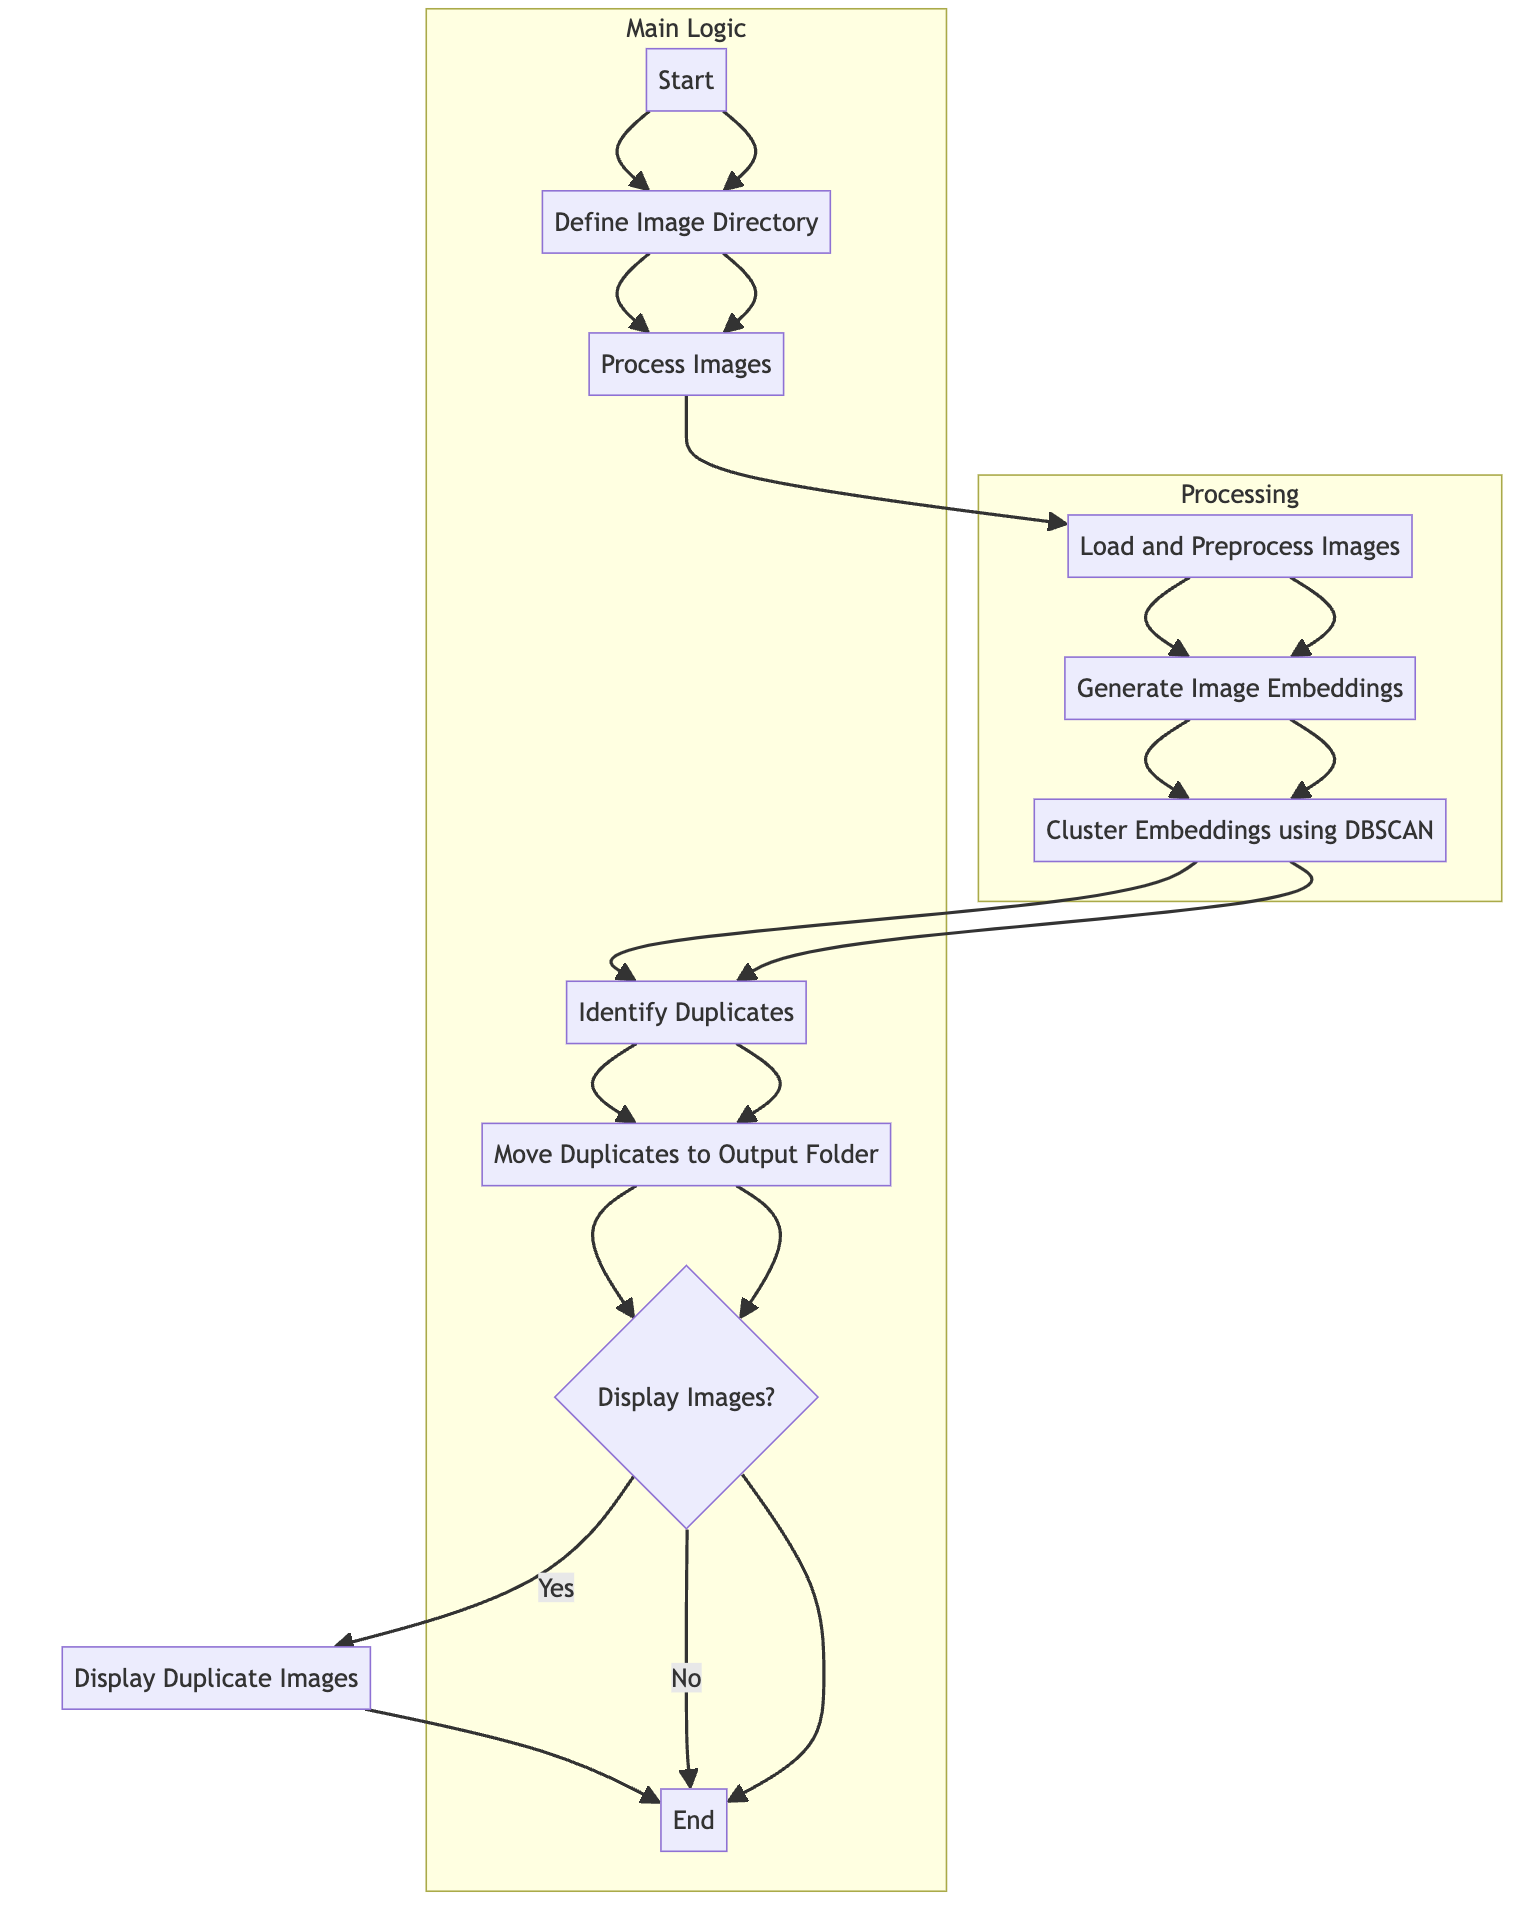 Main Logic
Start
Define Image Directory
Process Images
Processing
Load and Preprocess Images
Generate Image Embeddings
Cluster Embeddings using DBSCAN
Identify Duplicates
Move Duplicates to Output Folder
Display Images?
Yes
Display Duplicate Images
No
End